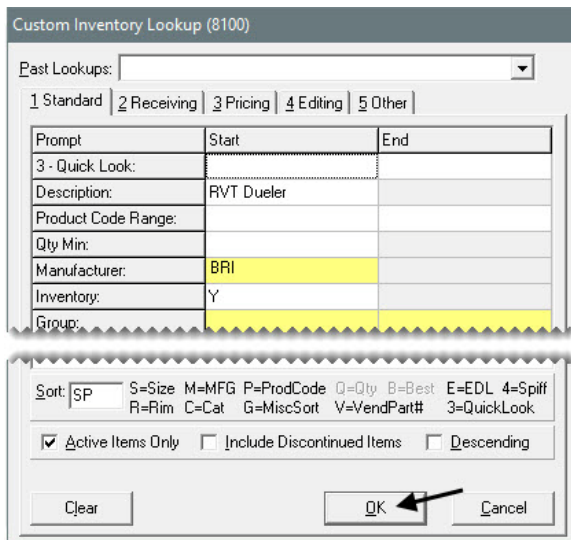 Custom Inventory Lookup (8100)
Past Lookups:
1 Standard 2 Receiving 3 Pricing 4 Editing 5 Other
Prompt Start End
3 - Quick Look:
Description: RVT Dueler
Product Code Range:
Qty Min:
Manufacturer: BRI
Inventory: Y
Group:
Sort: SP S=Size M=MFG P=ProdCode Q=Qty B=Best E=EDL 4=Spiff
R=Rim C=Cat G=MiscSort V=VendPart# 3=QuickLook
Active Items Only Include Discontinued Items Descending
Clear OK Cancel